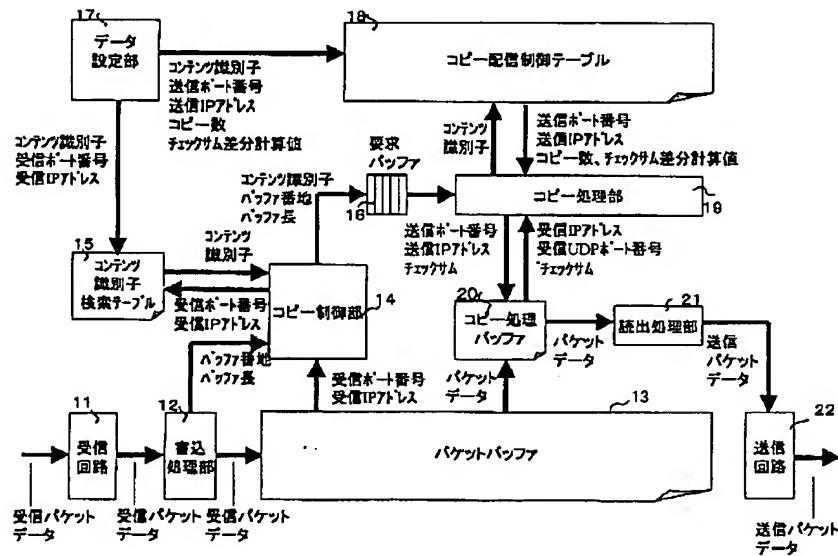 17
データ
設定部
コンテンツ識別子
送信ポート番号
送信IPアドレス
コピー数
チェックサム差分計算値
18
コピー配信制御テーブル
コンテンツ識別子
受信ポート番号
受信IPアドレス
コンテンツ
識別子
送信ポート番号
送信IPアドレス
コピー数、チェックサム差分計算値
要求
バッファ
16
コンテンツ識別子
バッファ番地
バッファ長
コピー処理部
19
15
コンテンツ
識別子
検索テーブル
コンテンツ
識別子
受信ポート番号
受信IPアドレス
コピー制御部
14
送信ポート番号
送信IPアドレス
チェックサム
受信IPアドレス
受信UDPポート番号
チェックサム
20
コピー処理
バッファ
パケット
データ
21
読出処理部
送信
パケット
データ
バッファ番地
バッファ長
受信ポート番号
受信IPアドレス
パケット
データ
11
受信
回路
12
書込
処理部
13
パケットバッファ
22
送信
回路
受信パケット
データ
受信パケット
データ
受信パケット
データ
送信パケット
データ